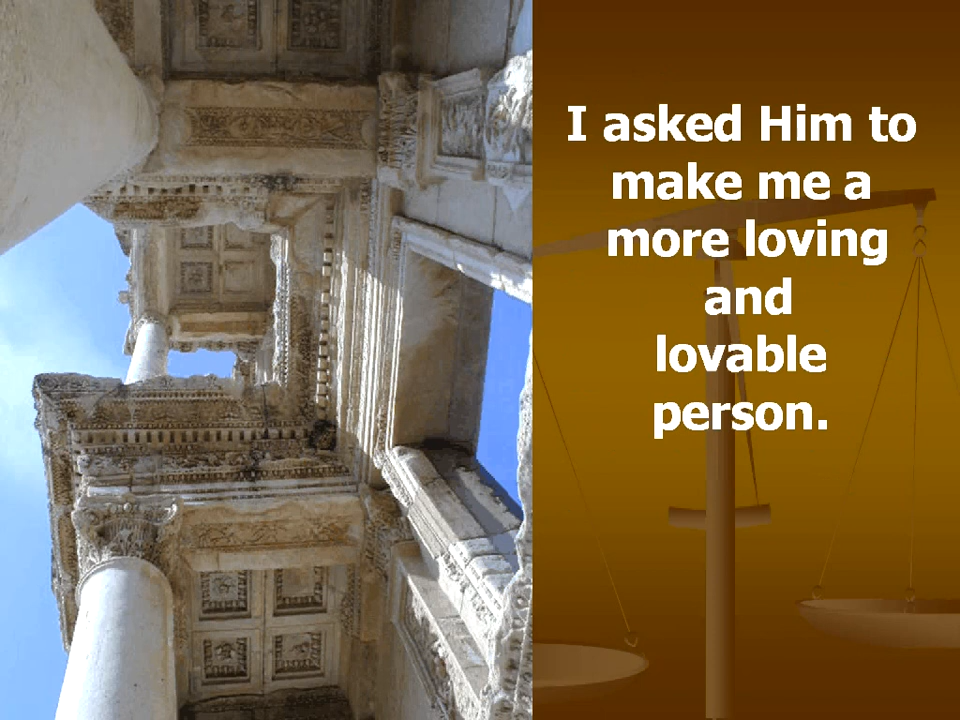 I asked Him to
make me a
more loving
and
lovable
person.